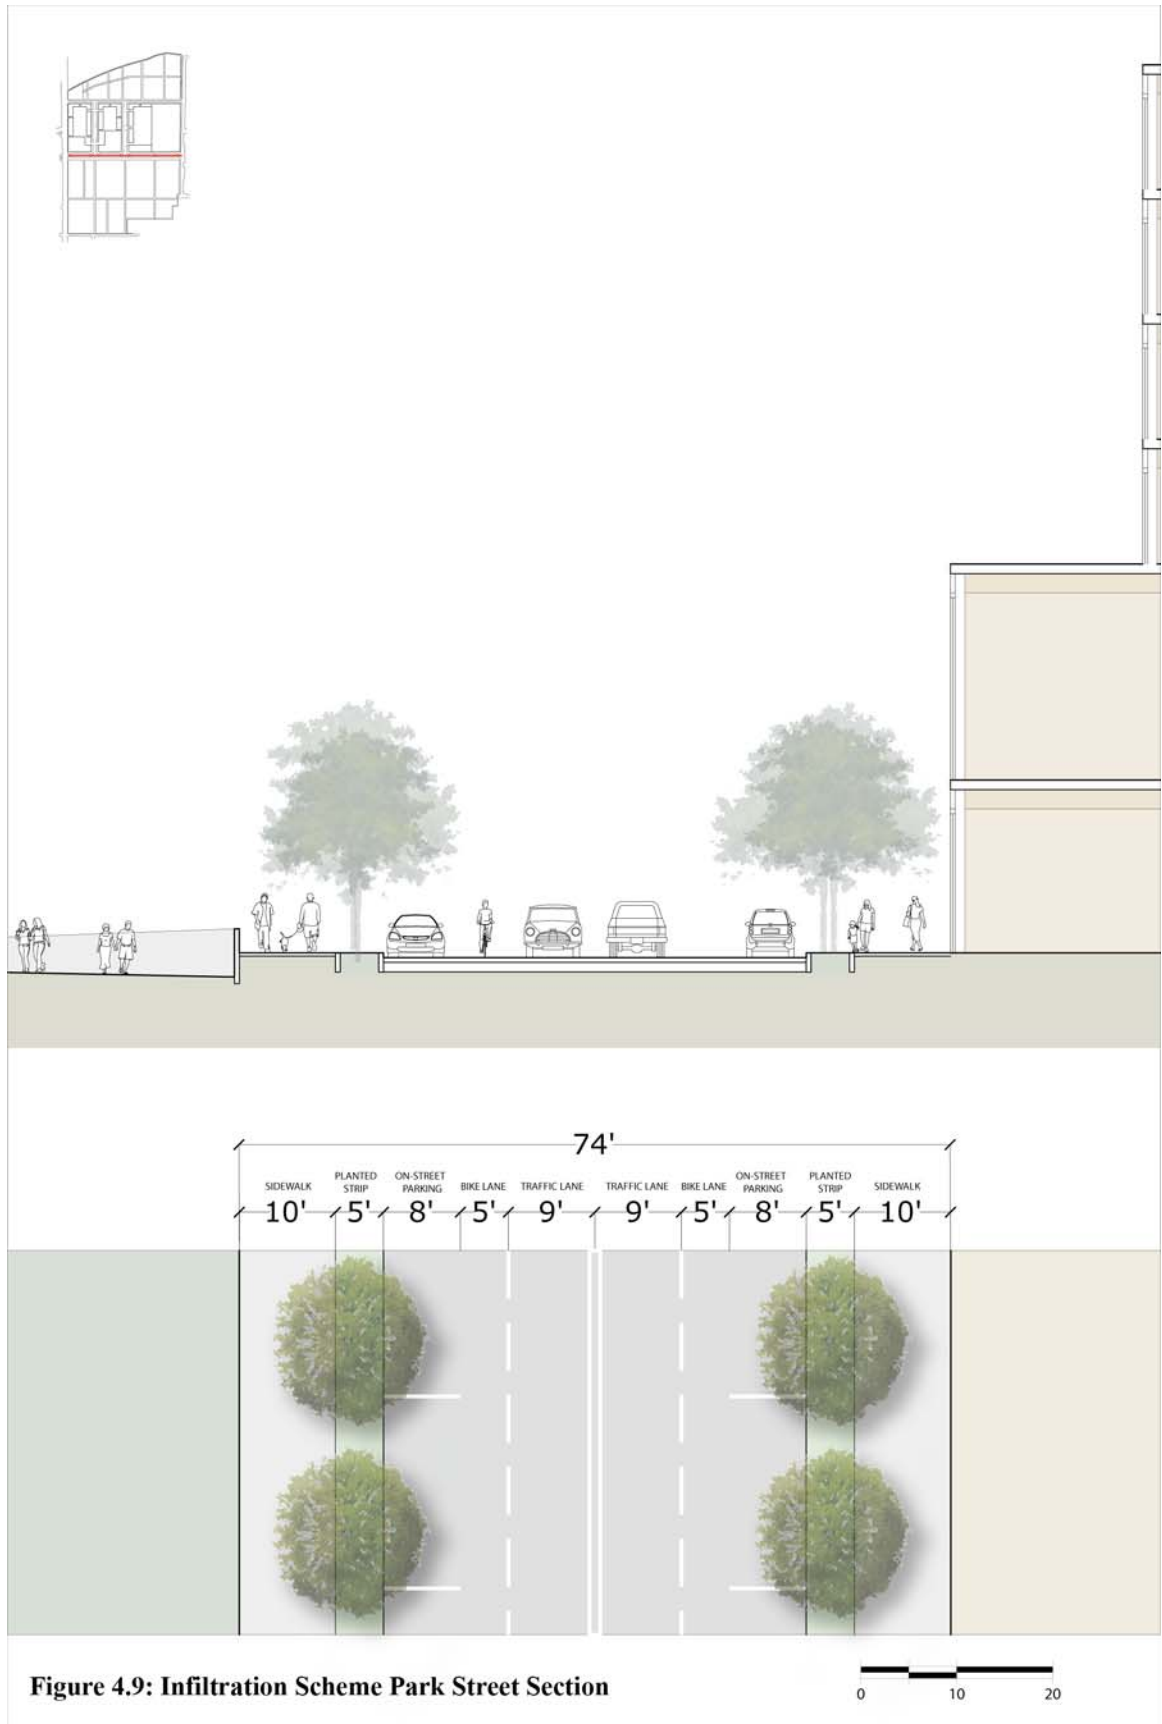 74'
SIDEWALK PLANTED STRIP ON-STREET PARKING BIKE LANE TRAFFIC LANE TRAFFIC LANE BIKE LANE ON-STREET PARKING PLANTED STRIP SIDEWALK
10' 5' 8' 5' 9' 9' 5' 8' 5' 10'
Figure 4.9: Infiltration Scheme Park Street Section
0 10 20